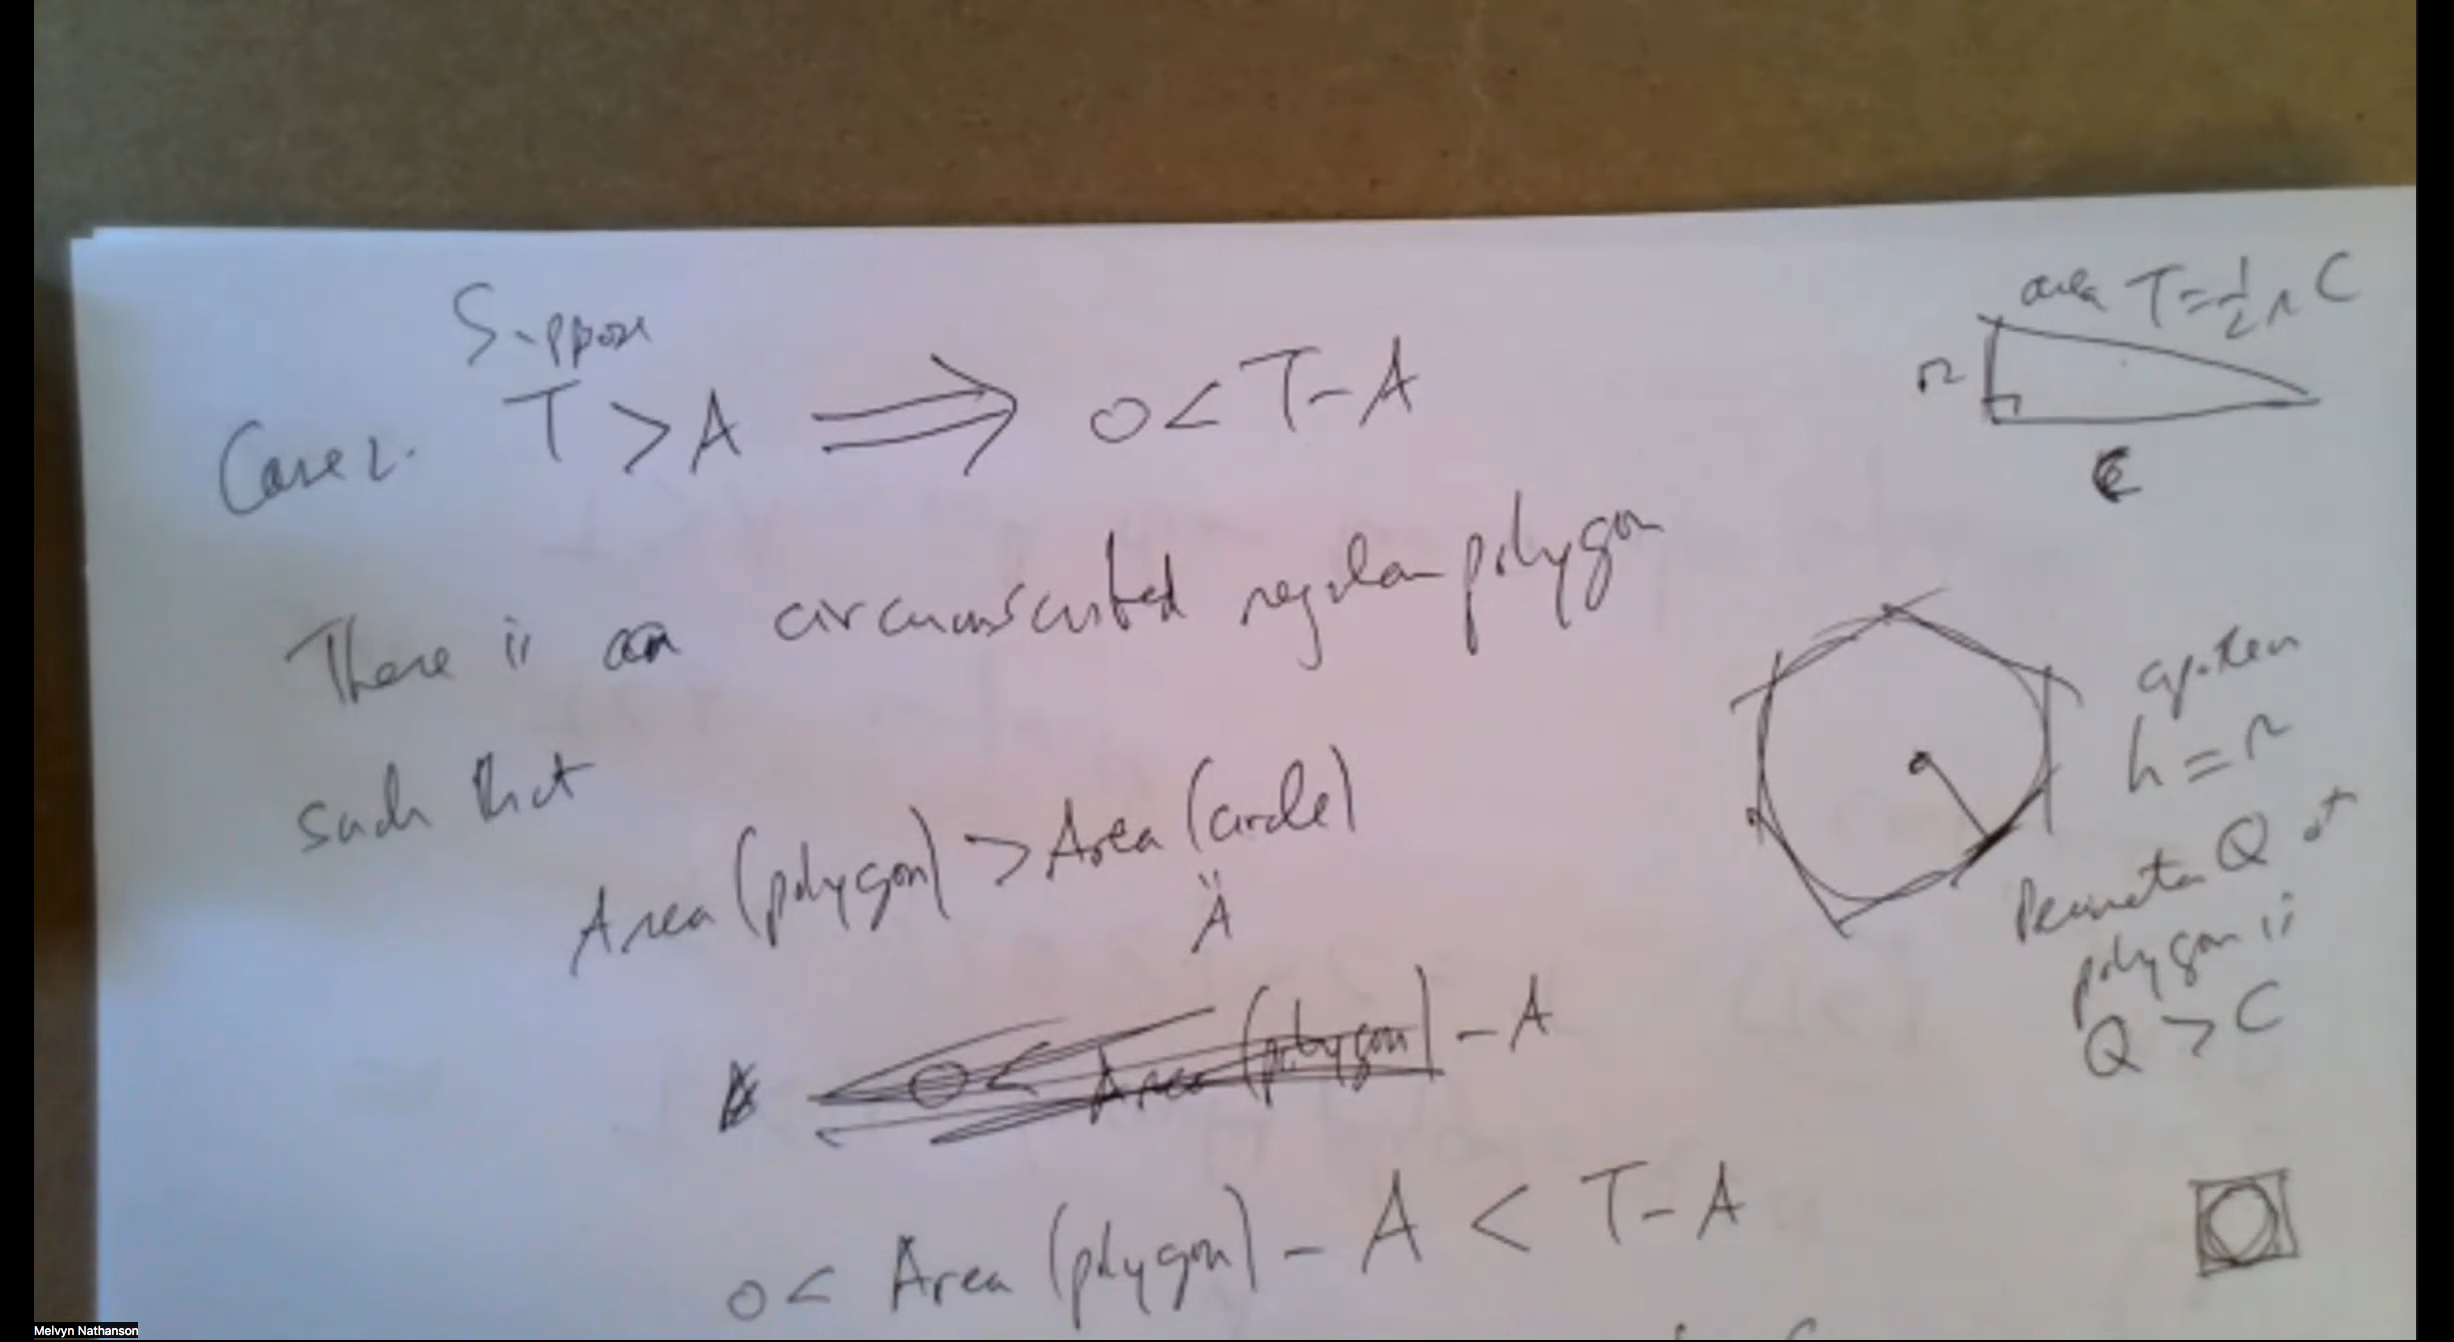 Suppose
Case 2. T > A ⟹ 0 < T - A
There is an circumscribed regular polygon
such that
Area (polygon) > Area (circle)
=
A
0 < Area (polygon) - A
0 < Area (polygon) - A < T - A
area T = 1/2 r C
r
C
h = r
Perimeter Q of
polygon is
Q > C
Melvyn Nathanson